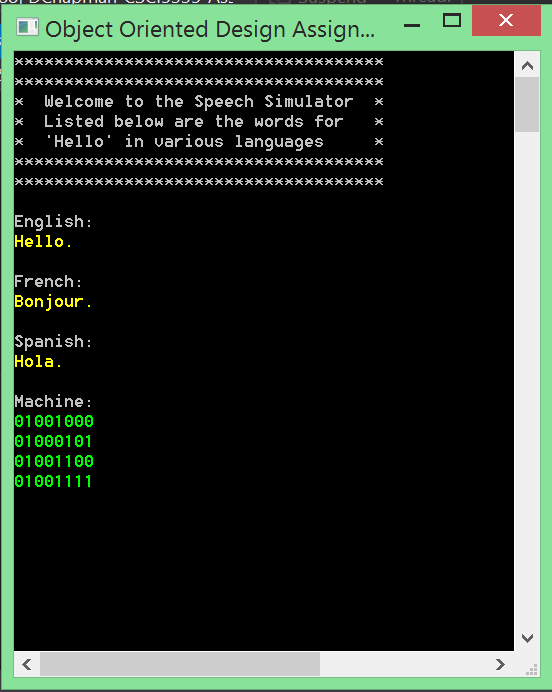 Object Oriented Design Assign...
*************************************
*************************************
*  Welcome to the Speech Simulator  *
*  Listed below are the words for   *
*  'Hello' in various languages     *
*************************************
*************************************
English:
Hello.
French:
Bonjour.
Spanish:
Hola.
Machine:
01001000
01000101
01001100
01001111